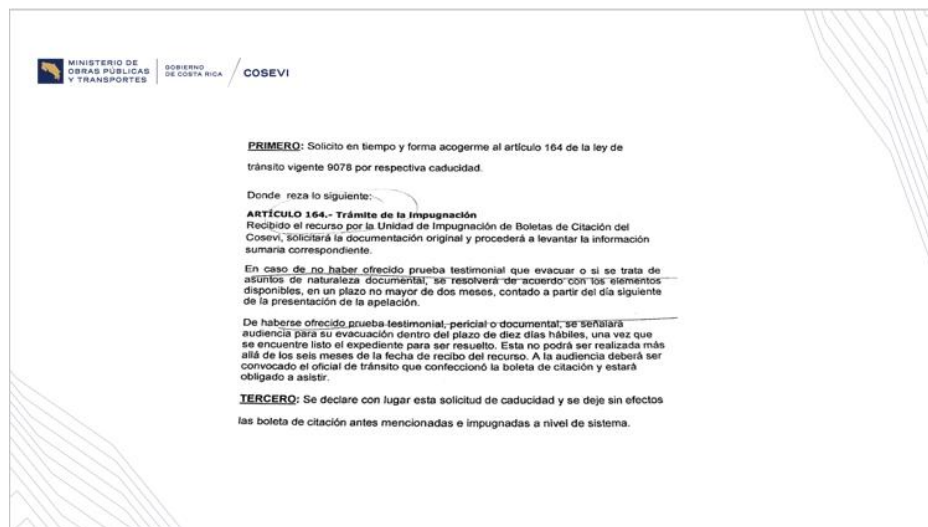 MINISTERIO DE
OBRAS PÚBLICAS
Y TRANSPORTES
GOBIERNO
DE COSTA RICA
COSEVI
PRIMERO: Solicito en tiempo y forma acogerme al artículo 164 de la ley de
tránsito vigente 9078 por respectiva caducidad.
Donde reza lo siguiente:
ARTÍCULO 164.- Trámite de la Impugnación
Recibido el recurso por la Unidad de Impugnación de Boletas de Citación del
Cosevi, solicitará la documentación original y procederá a levantar la información
sumaria correspondiente.
En caso de no haber ofrecido prueba testimonial que evacuar o si se trata de
asuntos de naturaleza documental, se resolverá de acuerdo con los elementos
disponibles, en un plazo no mayor de dos meses, contado a partir del día siguiente
de la presentación de la apelación.
De haberse ofrecido prueba testimonial, pericial o documental, se señalará
audiencia para su evacuación dentro del plazo de diez días hábiles, una vez que
se encuentre listo el expediente para ser resuelto. Esta no podrá ser realizada más
allá de los seis meses de la fecha de recibo del recurso. A la audiencia deberá ser
convocado el oficial de tránsito que confeccionó la boleta de citación y estará
obligado a asistir.
TERCERO: Se declare con lugar esta solicitud de caducidad y se deje sin efectos
las boleta de citación antes mencionadas e impugnadas a nivel de sistema.